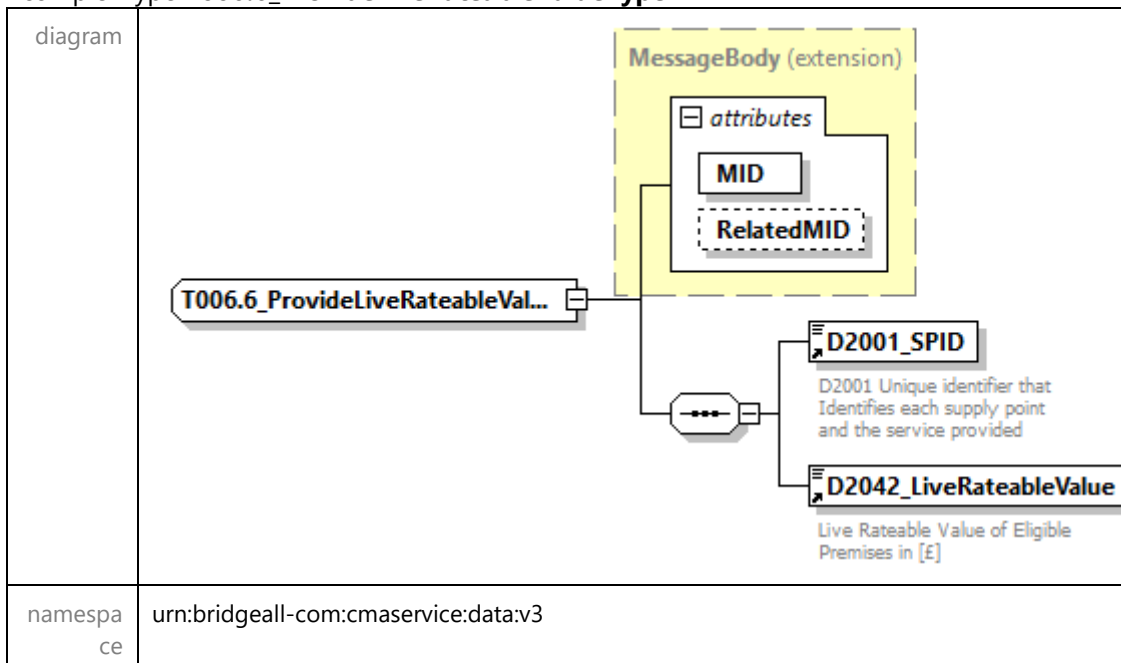 diagram
MessageBody (extension)
attributes
MID
RelatedMID
T006.6_ProvideLiveRateableVal...
D2001_SPID
D2001 Unique identifier that
Identifies each supply point
and the service provided
D2042_LiveRateableValue
Live Rateable Value of Eligible
Premises in [£]
namespa
ce
urn:bridgeall-com:cmaservice:data:v3